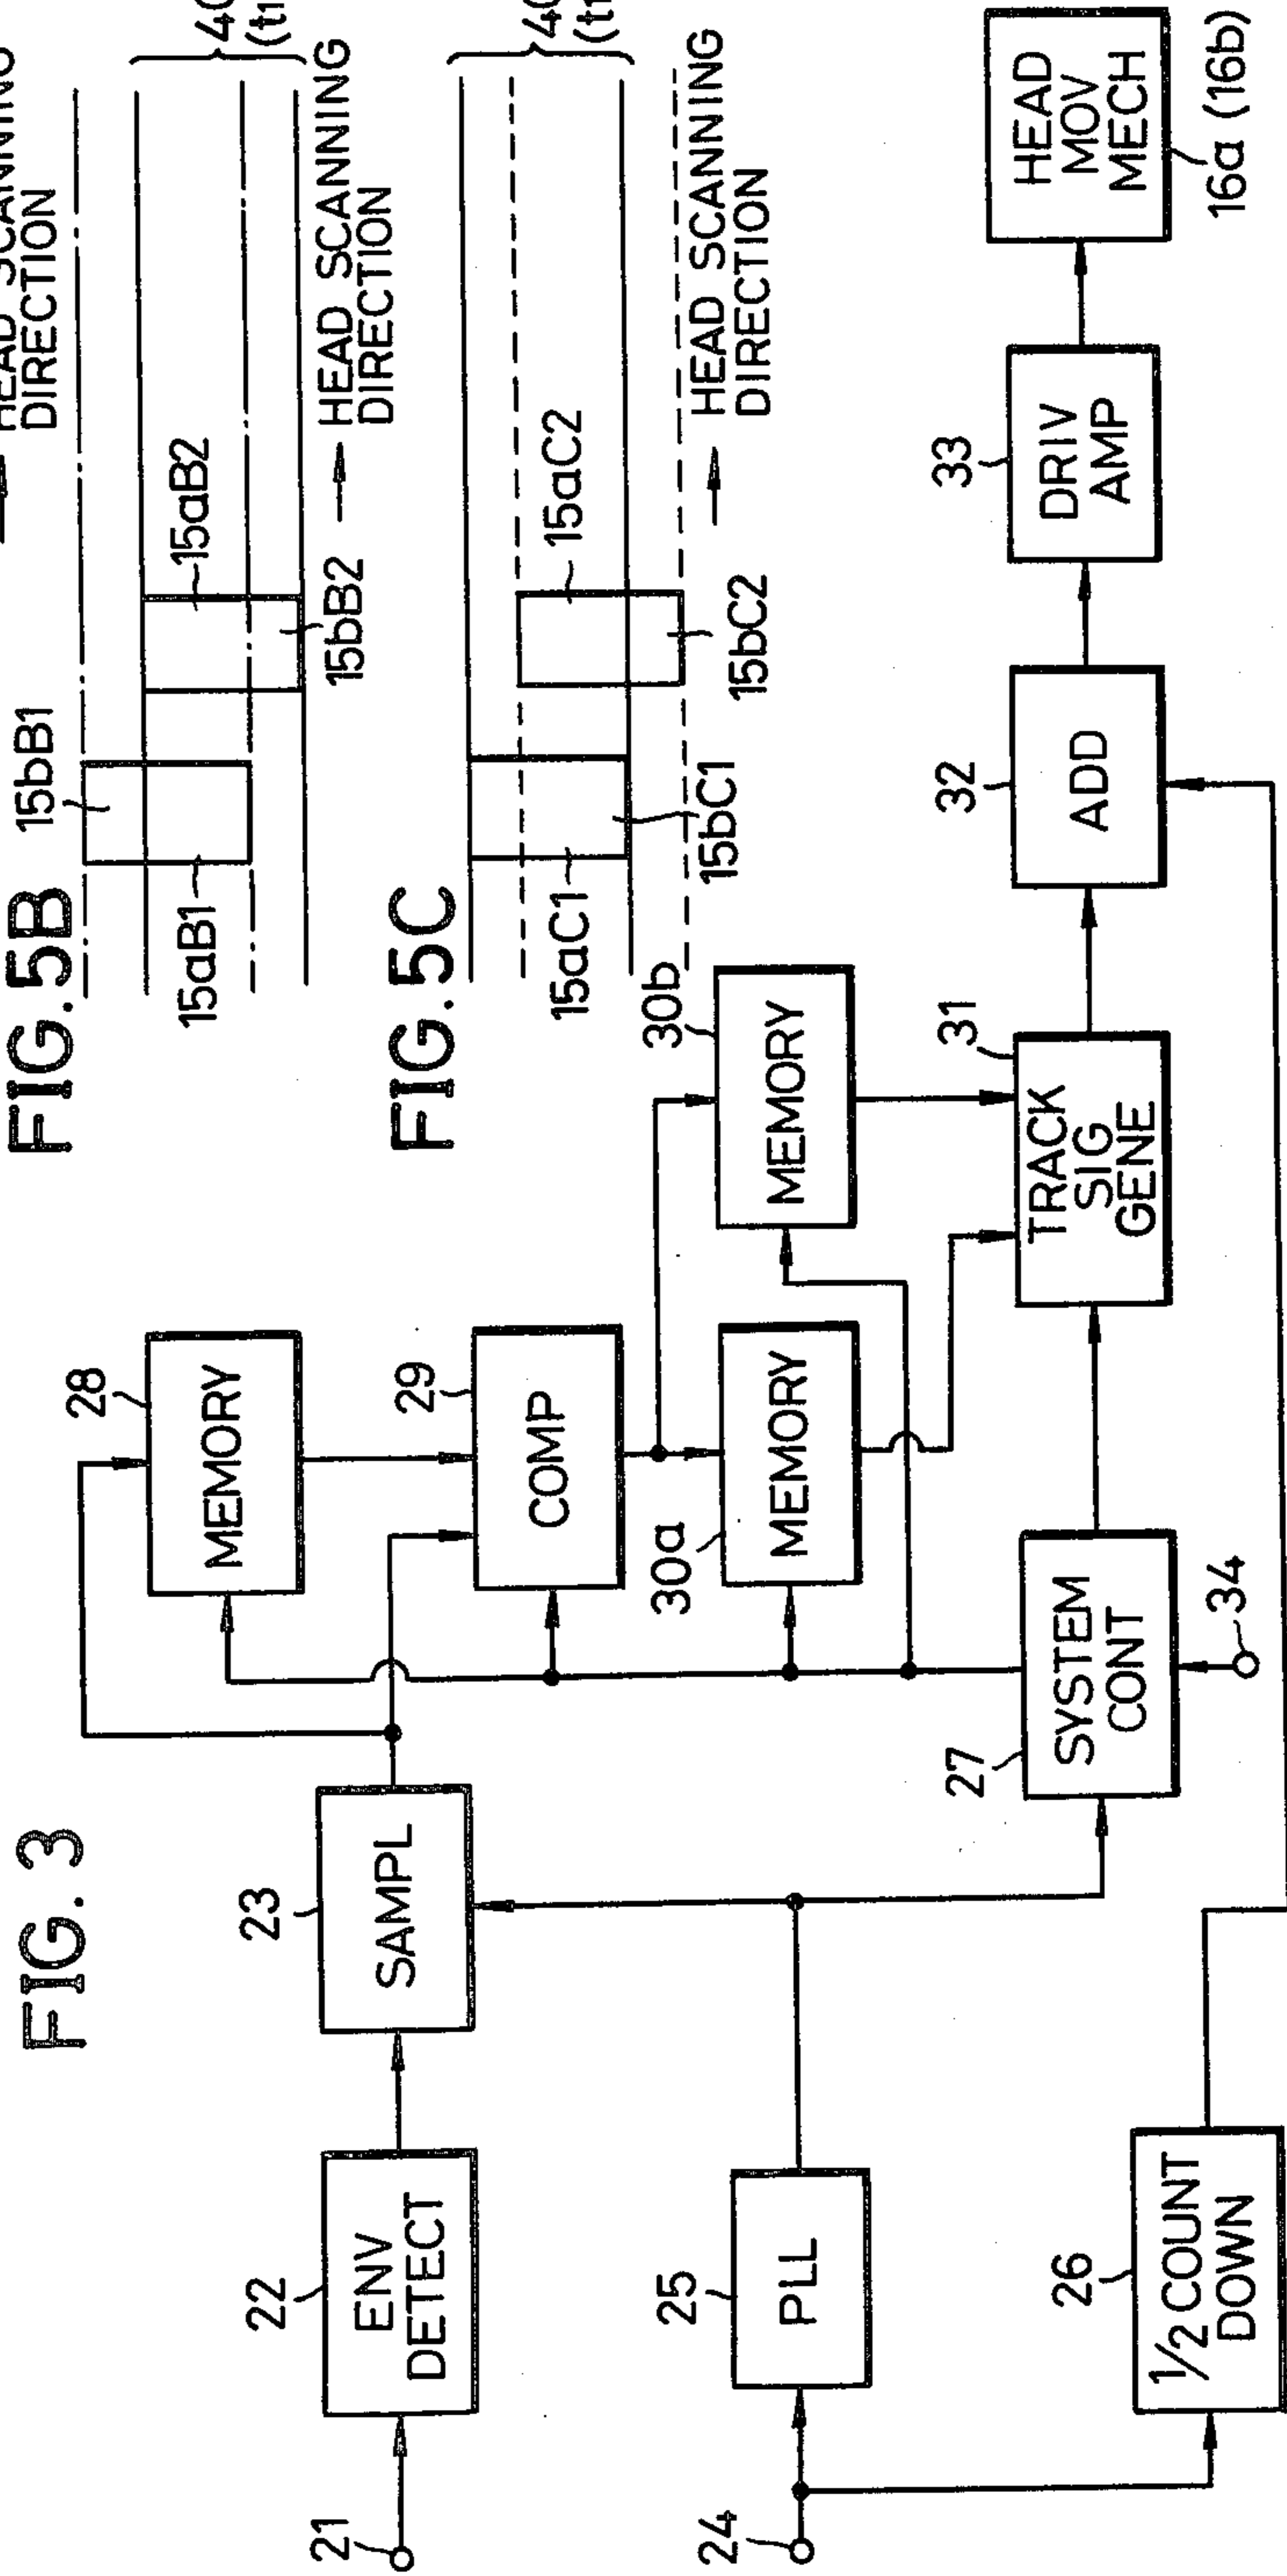 FIG. 3
21
22
ENV
DETECT
23
SAMPL
24
25
PLL
26
1/2 COUNT
DOWN
27
SYSTEM
CONT
34
28
MEMORY
29
COMP
30a
MEMORY
30b
MEMORY
31
TRACK
SIG
GENE
32
ADD
33
DRIV
AMP
HEAD
MOV
MECH
16a (16b)
HEAD SCANNING
DIRECTION
FIG. 5B
15bB1
15aB1
15aB2
15bB2
HEAD SCANNING
DIRECTION
FIG. 5C
15aC1
15bC1
15aC2
15bC2
HEAD SCANNING
DIRECTION